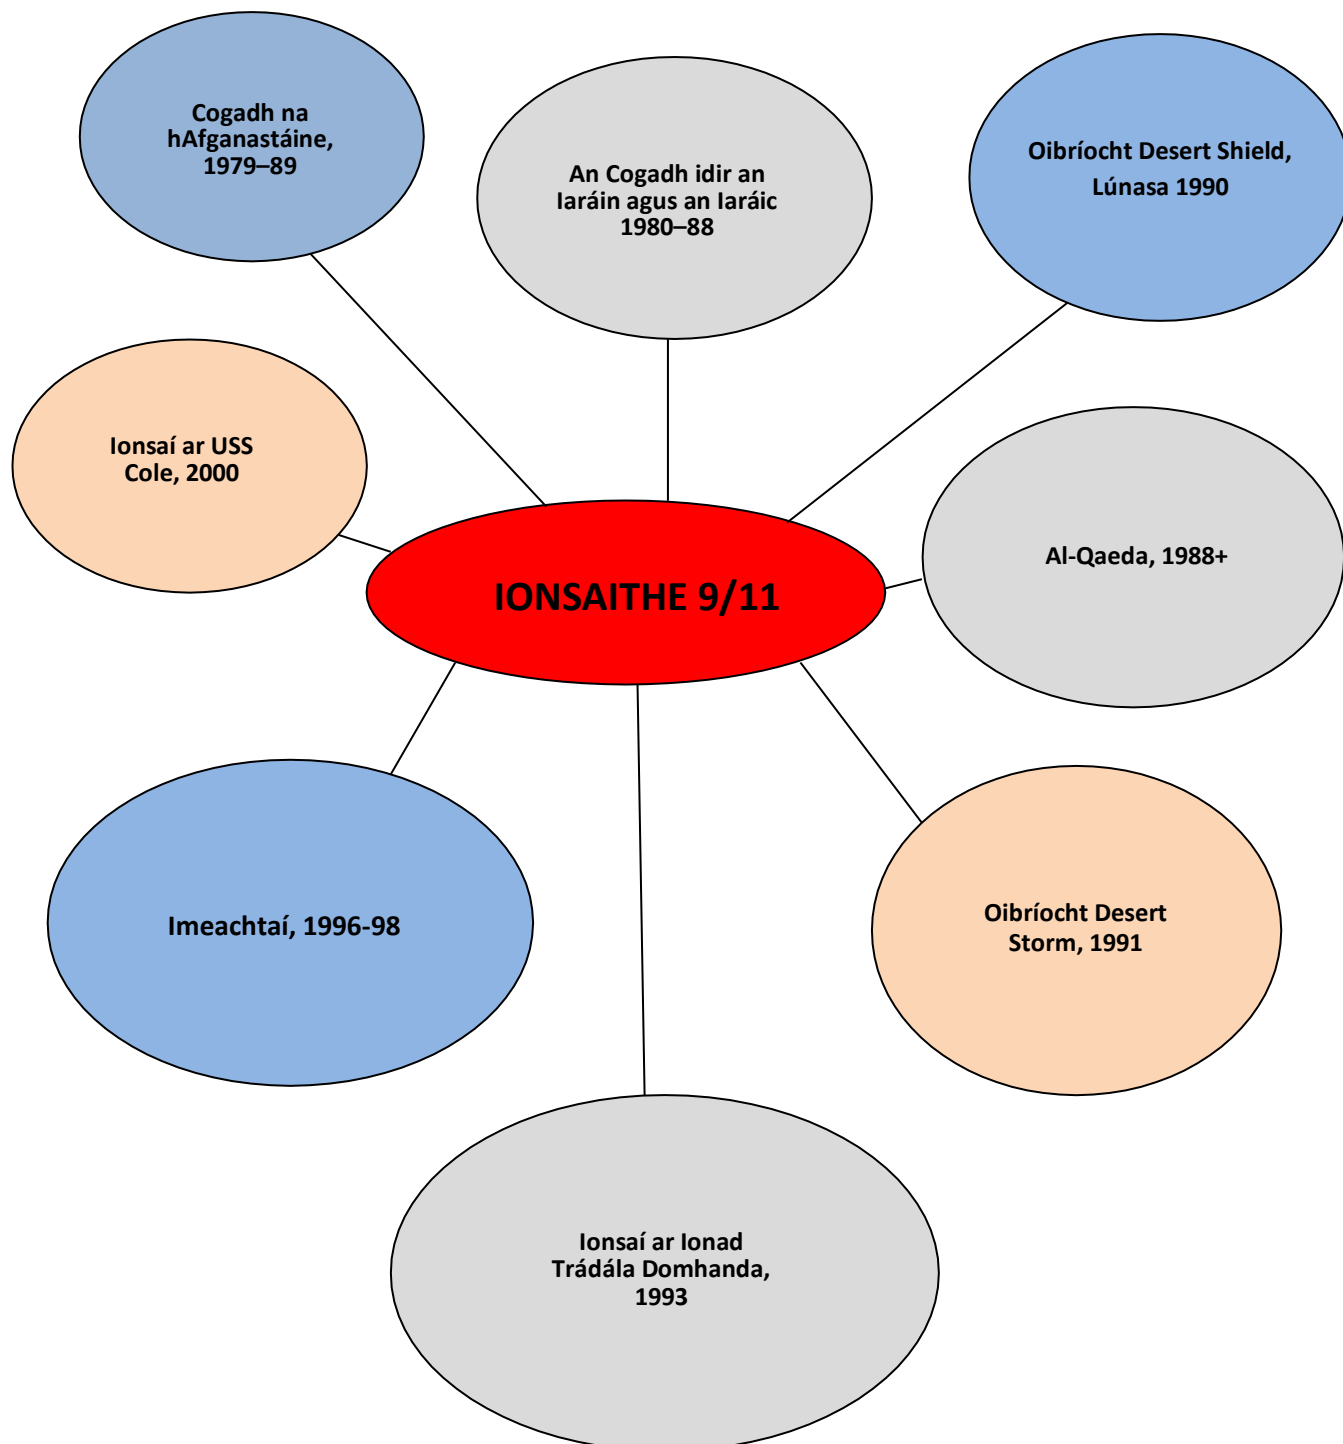 Cogadh na
hAfganastáine,
1979–89
An Cogadh idir an
Iaráin agus an Iaráic
1980–88
Oibríocht Desert Shield,
Lúnasa 1990
Ionsaí ar USS
Cole, 2000
Al-Qaeda, 1988+
IONSAITHE 9/11
Imeachtaí, 1996-98
Oibríocht Desert
Storm, 1991
Ionsaí ar Ionad
Trádála Domhanda,
1993